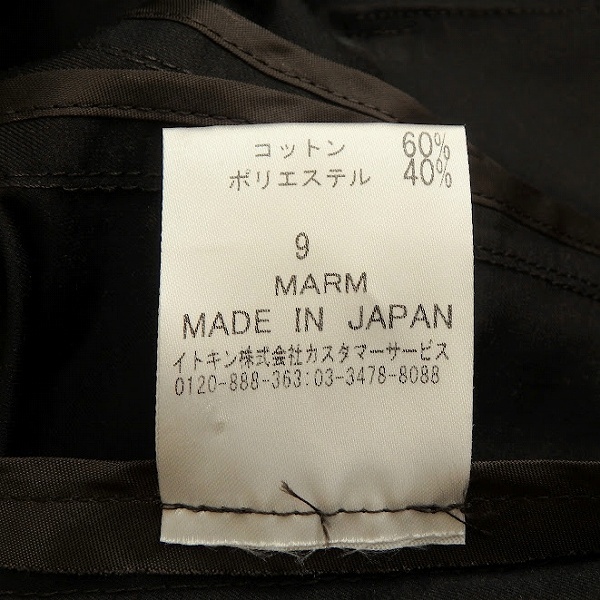 コットン 60%
ポリエステル 40%
9
MARM
MADE IN JAPAN
イトキン株式会社カスタマーサービス
0120-888-363:03-3478-8088